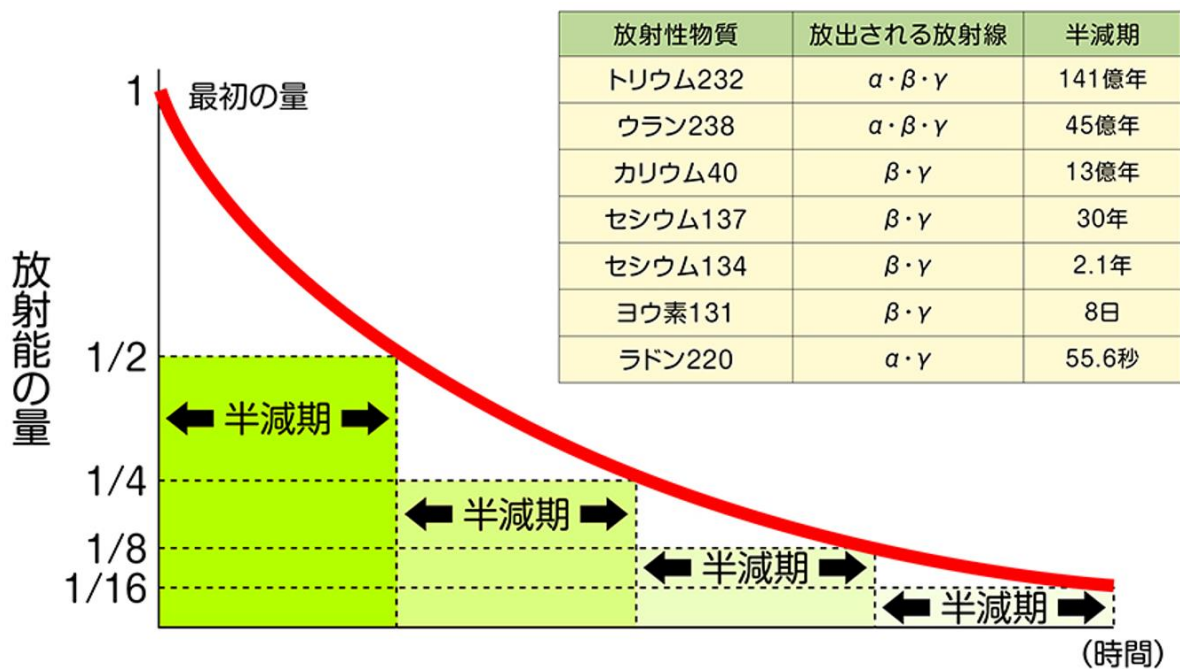 放射性物質 放出される放射線 半減期
トリウム232 α・β・γ 141億年
ウラン238 α・β・γ 45億年
カリウム40 β・γ 13億年
セシウム137 β・γ 30年
セシウム134 β・γ 2.1年
ヨウ素131 β・γ 8日
ラドン220 α・γ 55.6秒
放射能の量
1
最初の量
1/2
半減期
1/4
半減期
1/8
半減期
1/16
半減期
(時間)